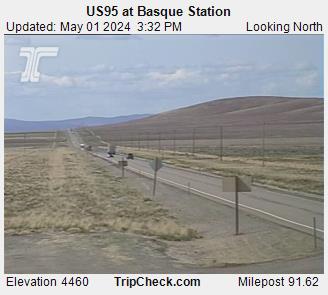 US95 at Basque Station
Updated: May 01 2024 3:32 PM Looking North
Elevation 4460 TripCheck.com Milepost 91.62